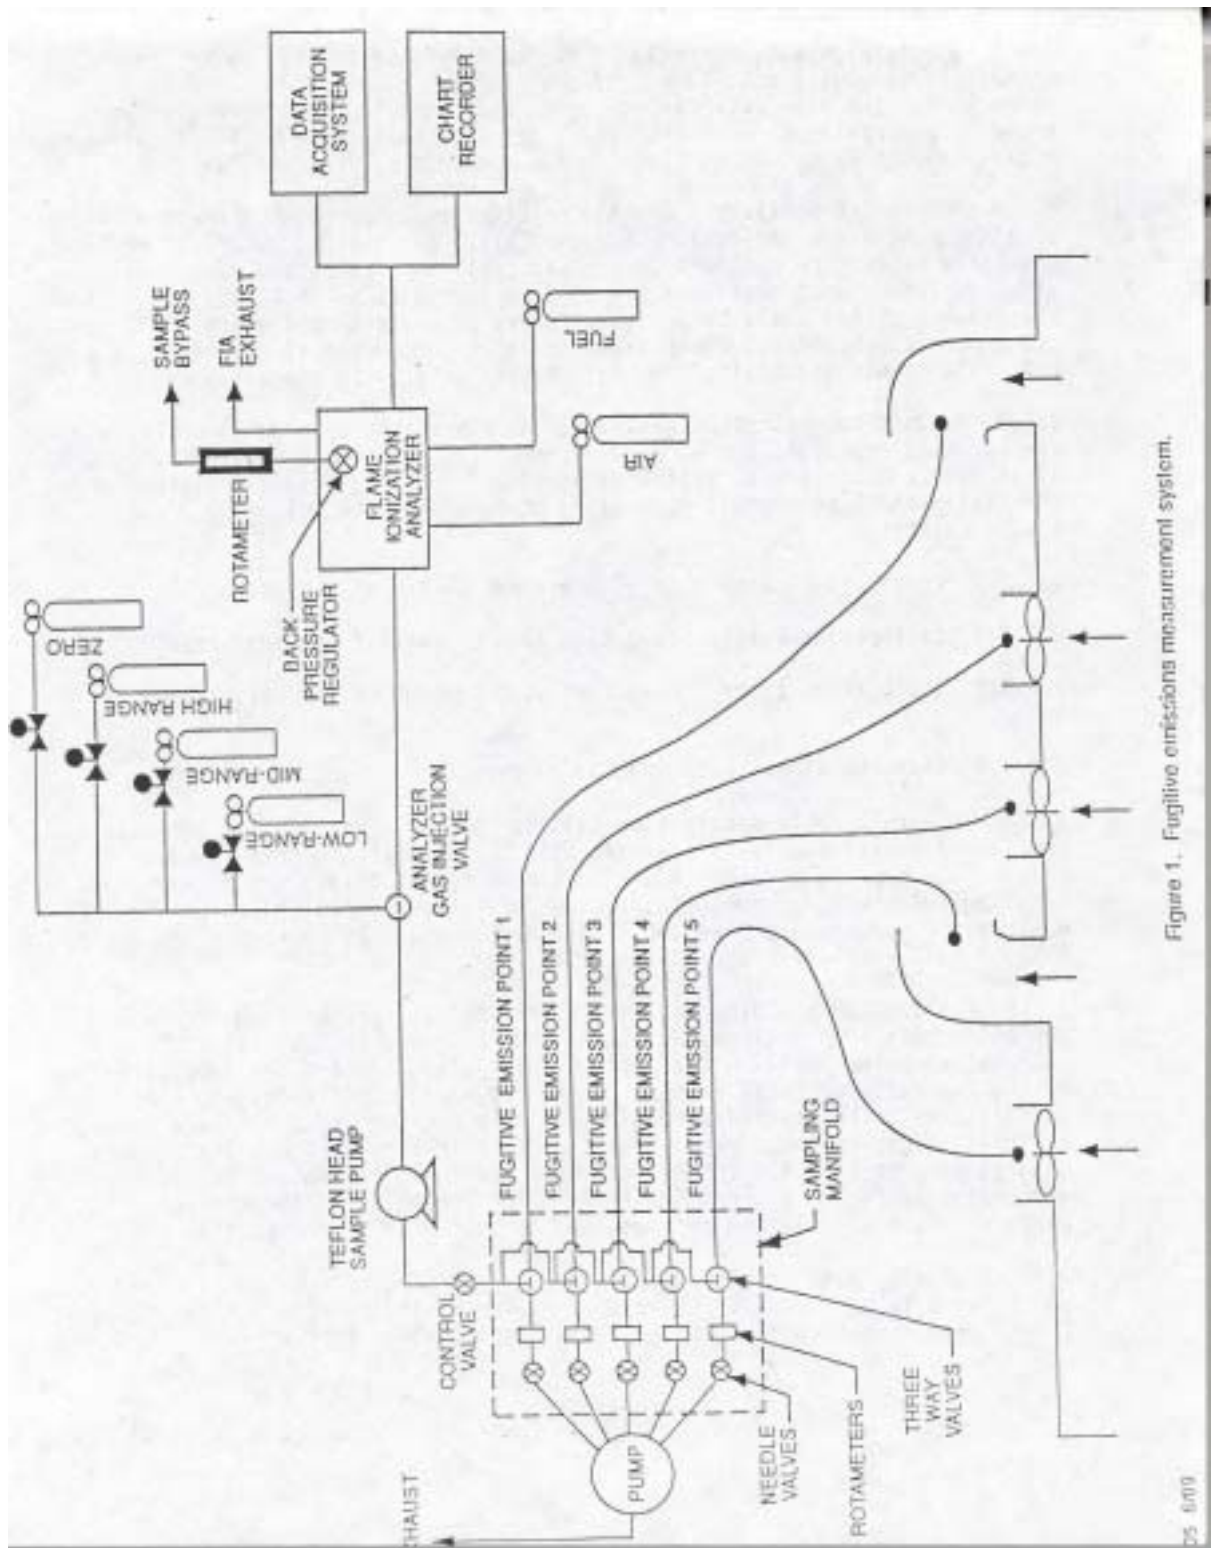 DATA
ACQUISITION
SYSTEM
CHART
RECORDER
SAMPLE
BYPASS
FIA
EXHAUST
ROTAMETER
FLAME
IONIZATION
ANALYZER
BACK
PRESSURE
REGULATOR
FUEL
AIR
ZERO
HIGH RANGE
MID-RANGE
LOW-RANGE
ANALYZER
GAS INJECTION
VALVE
TEFLON HEAD
SAMPLE PUMP
CONTROL
VALVE
FUGITIVE EMISSION POINT 1
FUGITIVE EMISSION POINT 2
FUGITIVE EMISSION POINT 3
FUGITIVE EMISSION POINT 4
FUGITIVE EMISSION POINT 5
SAMPLING
MANIFOLD
PUMP
HAUST
NEEDLE
VALVES
ROTAMETERS
THREE
WAY
VALVES
Figure 1. Fugitive emissions measurement system.